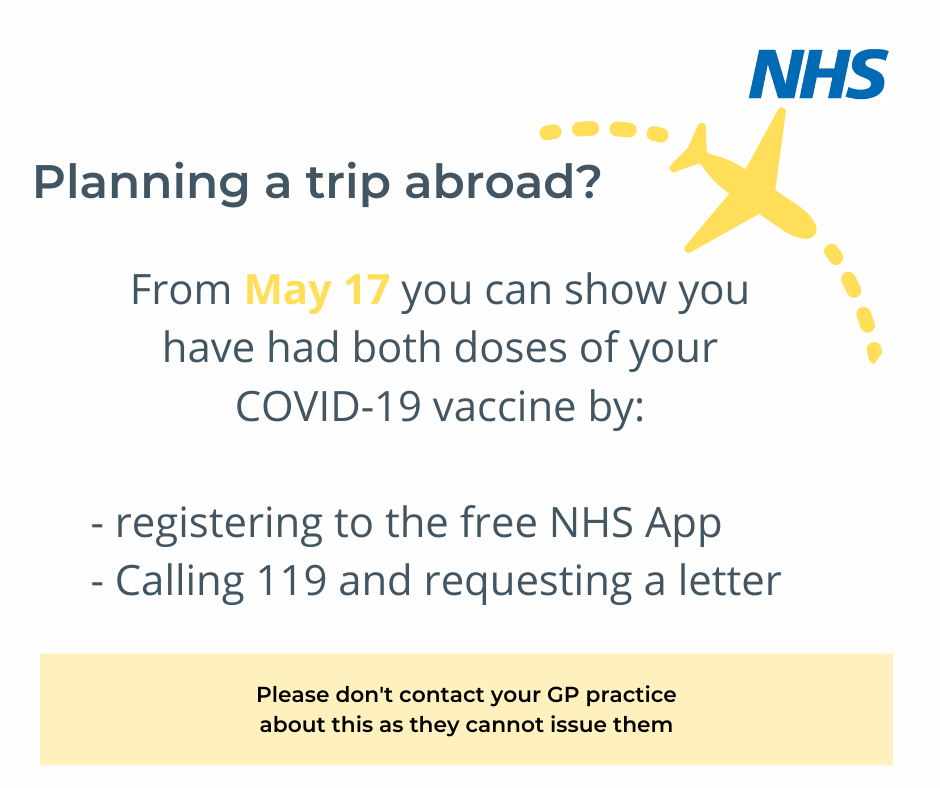 NHS
Planning a trip abroad?
From May 17 you can show you
have had both doses of your
COVID-19 vaccine by:
- registering to the free NHS App
- Calling 119 and requesting a letter
Please don't contact your GP practice
about this as they cannot issue them